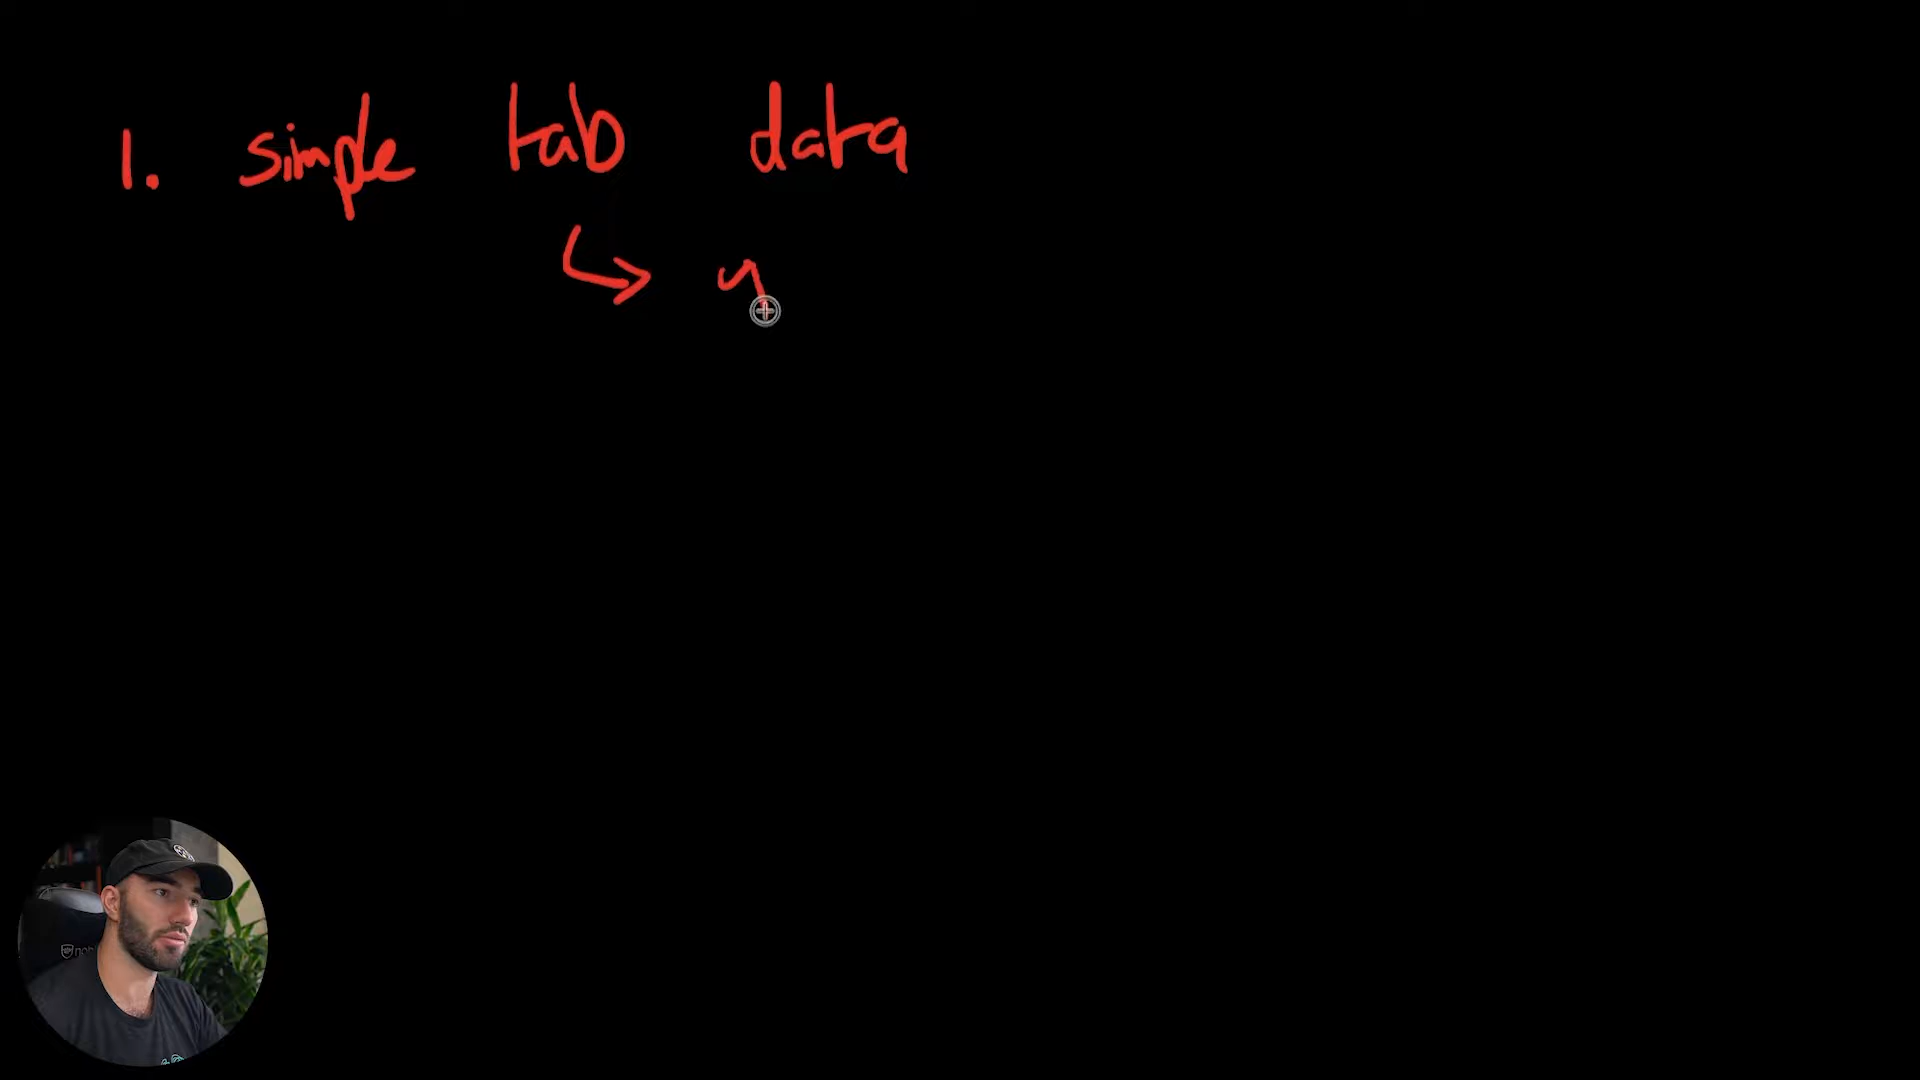 1. simple tab data
↳ y